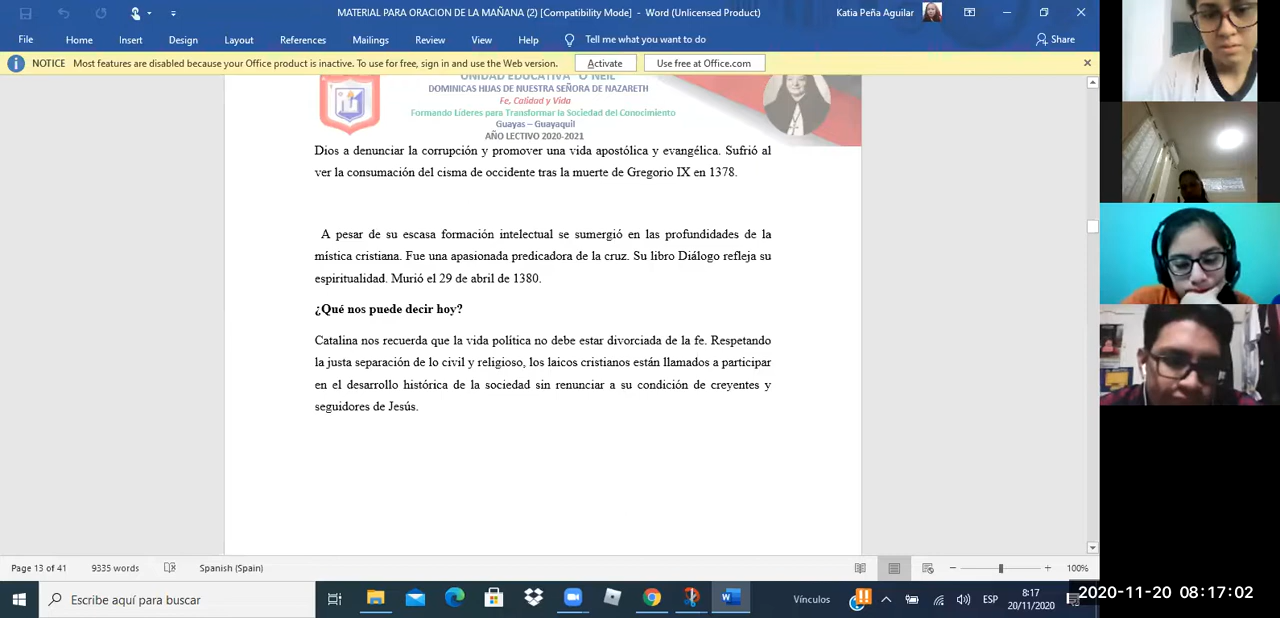 MATERIAL PARA ORACION DE LA MAÑANA (2) [Compatibility Mode] - Word (Unlicensed Product)
Katia Peña Aguilar
File Home Insert Design Layout References Mailings Review View Help Tell me what you want to do Share
NOTICE Most features are disabled because your Office product is inactive. To use for free, sign in and use the Web version. Activate Use free at Office.com
UNIDAD EDUCATIVA "O'NEIL"
DOMINICAS HIJAS DE NUESTRA SEÑORA DE NAZARETH
Fe, Calidad y Vida
Formando Líderes para Transformar la Sociedad del Conocimiento
Guayas – Guayaquil
AÑO LECTIVO 2020-2021
Dios a denunciar la corrupción y promover una vida apostólica y evangélica. Sufrió al
ver la consumación del cisma de occidente tras la muerte de Gregorio IX en 1378.
A pesar de su escasa formación intelectual se sumergió en las profundidades de la
mística cristiana. Fue una apasionada predicadora de la cruz. Su libro Diálogo refleja su
espiritualidad. Murió el 29 de abril de 1380.
¿Qué nos puede decir hoy?
Catalina nos recuerda que la vida política no debe estar divorciada de la fe. Respetando
la justa separación de lo civil y religioso, los laicos cristianos están llamados a participar
en el desarrollo histórica de la sociedad sin renunciar a su condición de creyentes y
seguidores de Jesús.
Page 13 of 41 9335 words Spanish (Spain) 100%
Escribe aquí para buscar
Vínculos
ESP
8:17
20/11/2020
2020-11-20 08:17:02